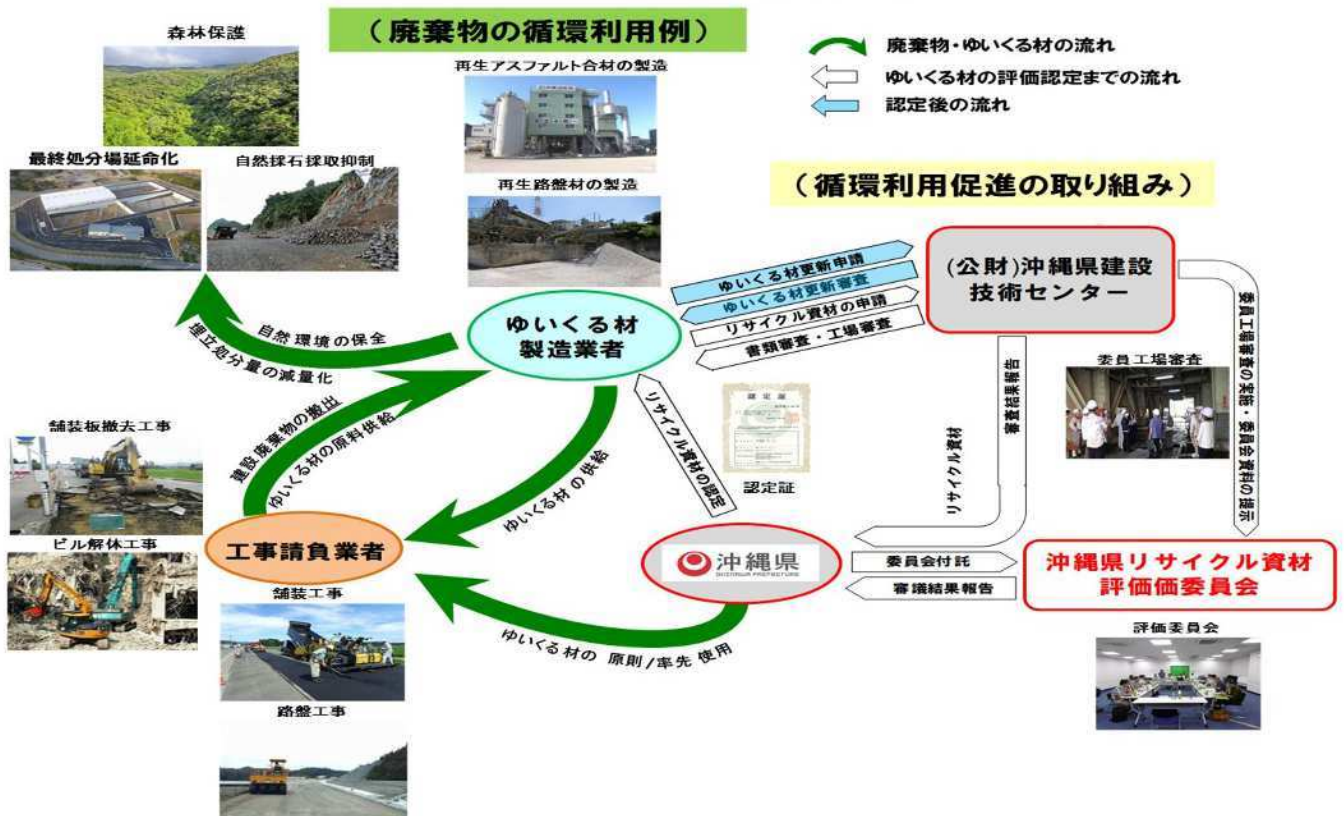 （廃棄物の循環利用例）
廃棄物・ゆいくる材の流れ
ゆいくる材の評価認定までの流れ
認定後の流れ
森林保護
最終処分場延命化
自然採石採取抑制
再生アスファルト合材の製造
再生路盤材の製造
（循環利用促進の取り組み）
ゆいくる材
製造業者
(公財)沖縄県建設
技術センター
ゆいくる材更新申請
ゆいくる材更新審査
リサイクル資材の申請
書類審査・工場審査
自然環境の保全
埋立処分量の減量化
建設廃棄物の搬出
ゆいくる材の原料供給
ゆいくる材の供給
リサイクル資材の認定
認定証
リサイクル資材
審査結果報告
委員工場審査
委員工場審査の実施・委員会資料の提示
舗装板撤去工事
ビル解体工事
工事請負業者
舗装工事
路盤工事
ゆいくる材の 原則/率先 使用
沖縄県
OKINAWA PREFECTURE
委員会付託
審議結果報告
沖縄県リサイクル資材
評価価委員会
評価委員会